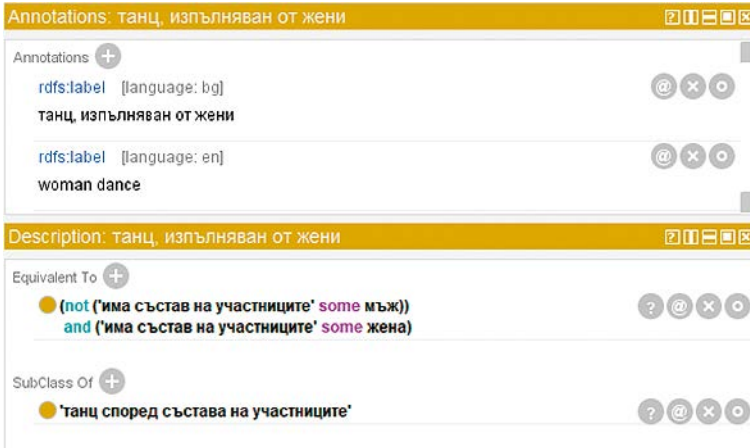 Annotations: танц, изпълняван от жени
Annotations
rdfs:label [language: bg]
танц, изпълняван от жени
rdfs:label [language: en]
woman dance
Description: танц, изпълняван от жени
Equivalent To
(not ('има състав на участниците' some мъж))
and ('има състав на участниците' some жена)
SubClass Of
'танц според състава на участниците'